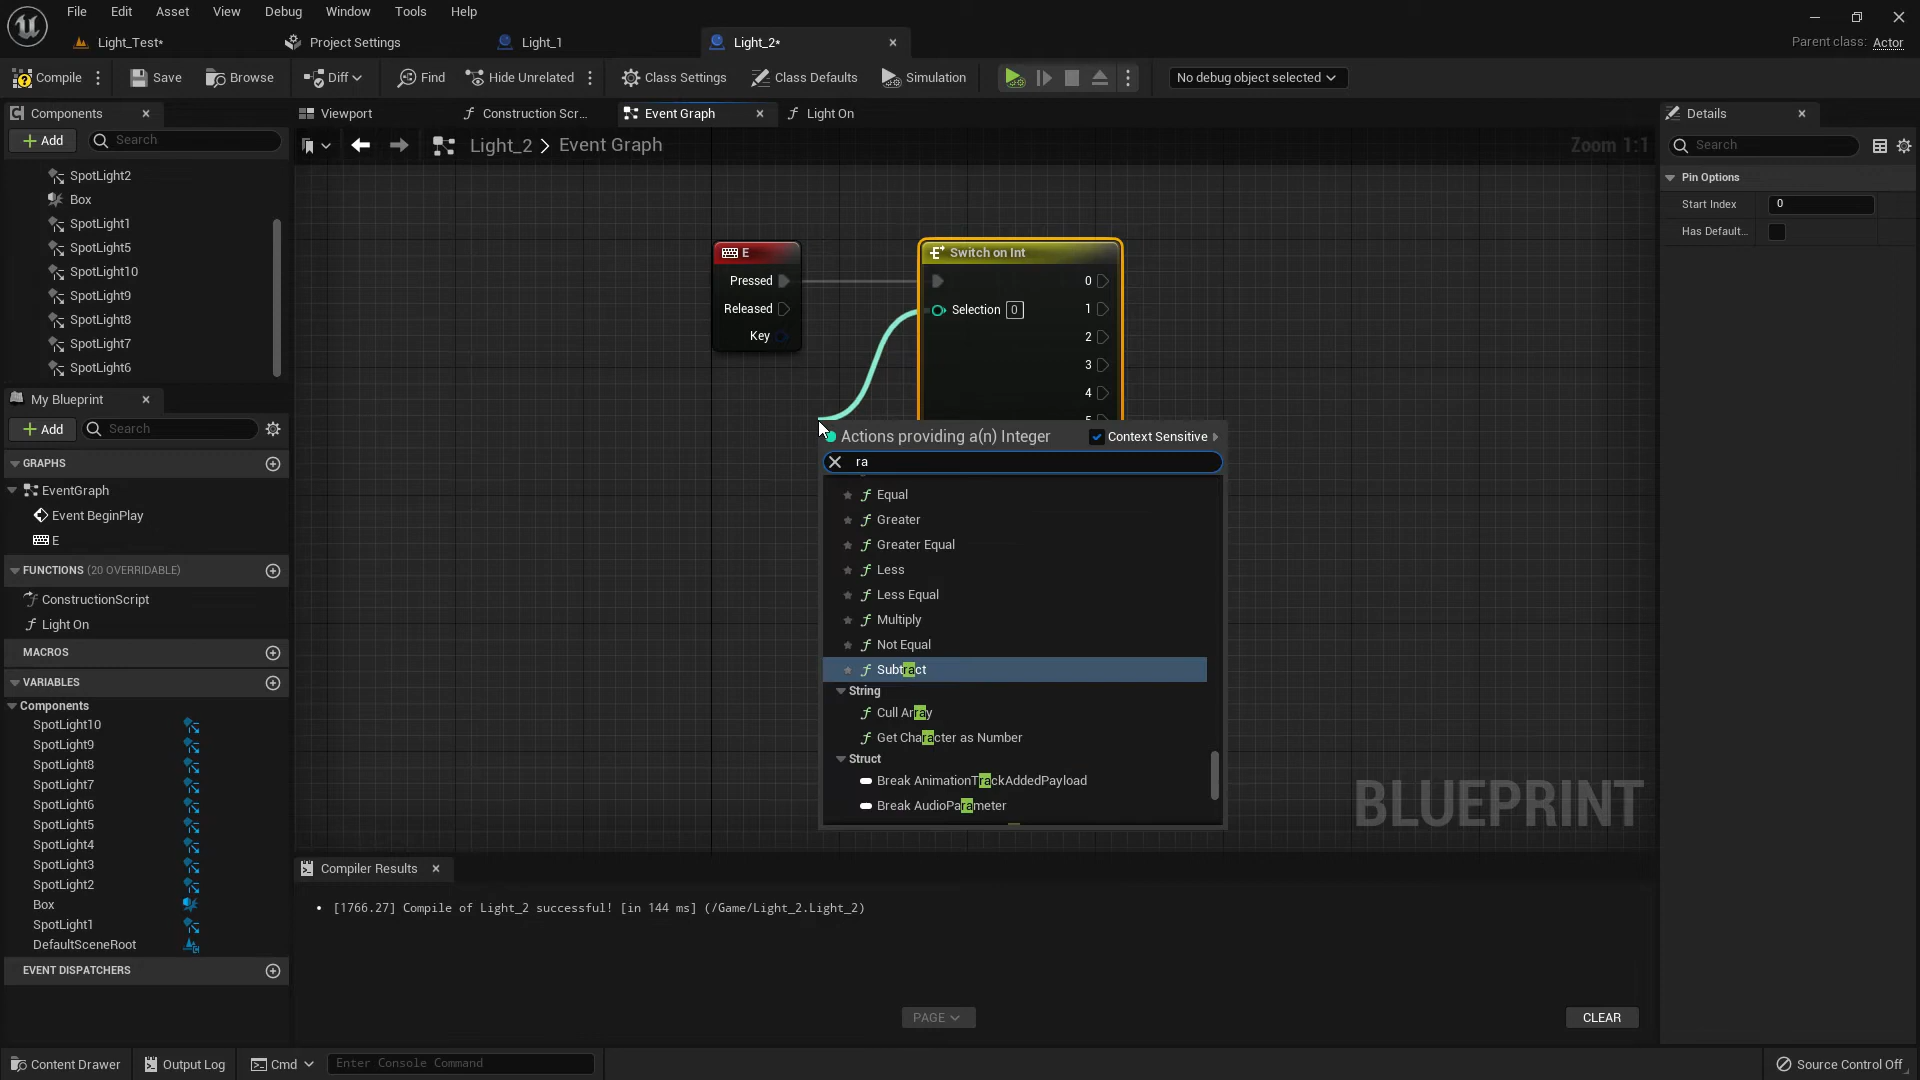 File Edit Asset View Debug Window Tools Help
Light_Test* Project Settings Light_1 Light_2*
Parent class: Actor
Compile Save Browse Diff Find Hide Unrelated Class Settings Class Defaults Simulation No debug object selected
Components
Add Search
SpotLight2
Box
SpotLight1
SpotLight5
SpotLight10
SpotLight9
SpotLight8
SpotLight7
SpotLight6
My Blueprint
Add Search
GRAPHS
EventGraph
Event BeginPlay
E
FUNCTIONS (20 OVERRIDABLE)
ConstructionScript
Light On
MACROS
VARIABLES
Components
SpotLight10
SpotLight9
SpotLight8
SpotLight7
SpotLight6
SpotLight5
SpotLight4
SpotLight3
SpotLight2
Box
SpotLight1
DefaultSceneRoot
EVENT DISPATCHERS
Viewport Construction Scr... Event Graph Light On
Light_2 > Event Graph
Zoom 1:1
E
Pressed
Released
Key
Switch on Int
0
Selection 0 1
2
3
4
Actions providing a(n) Integer Context Sensitive
ra
Equal
Greater
Greater Equal
Less
Less Equal
Multiply
Not Equal
Subtract
String
Cull Array
Get Character as Number
Struct
Break AnimationTrackAddedPayload
Break AudioParameter
BLUEPRINT
Compiler Results
[1766.27] Compile of Light_2 successful! [in 144 ms] (/Game/Light_2.Light_2)
PAGE
CLEAR
Details
Search
Pin Options
Start Index 0
Has Default...
Content Drawer Output Log Cmd Enter Console Command Source Control Off